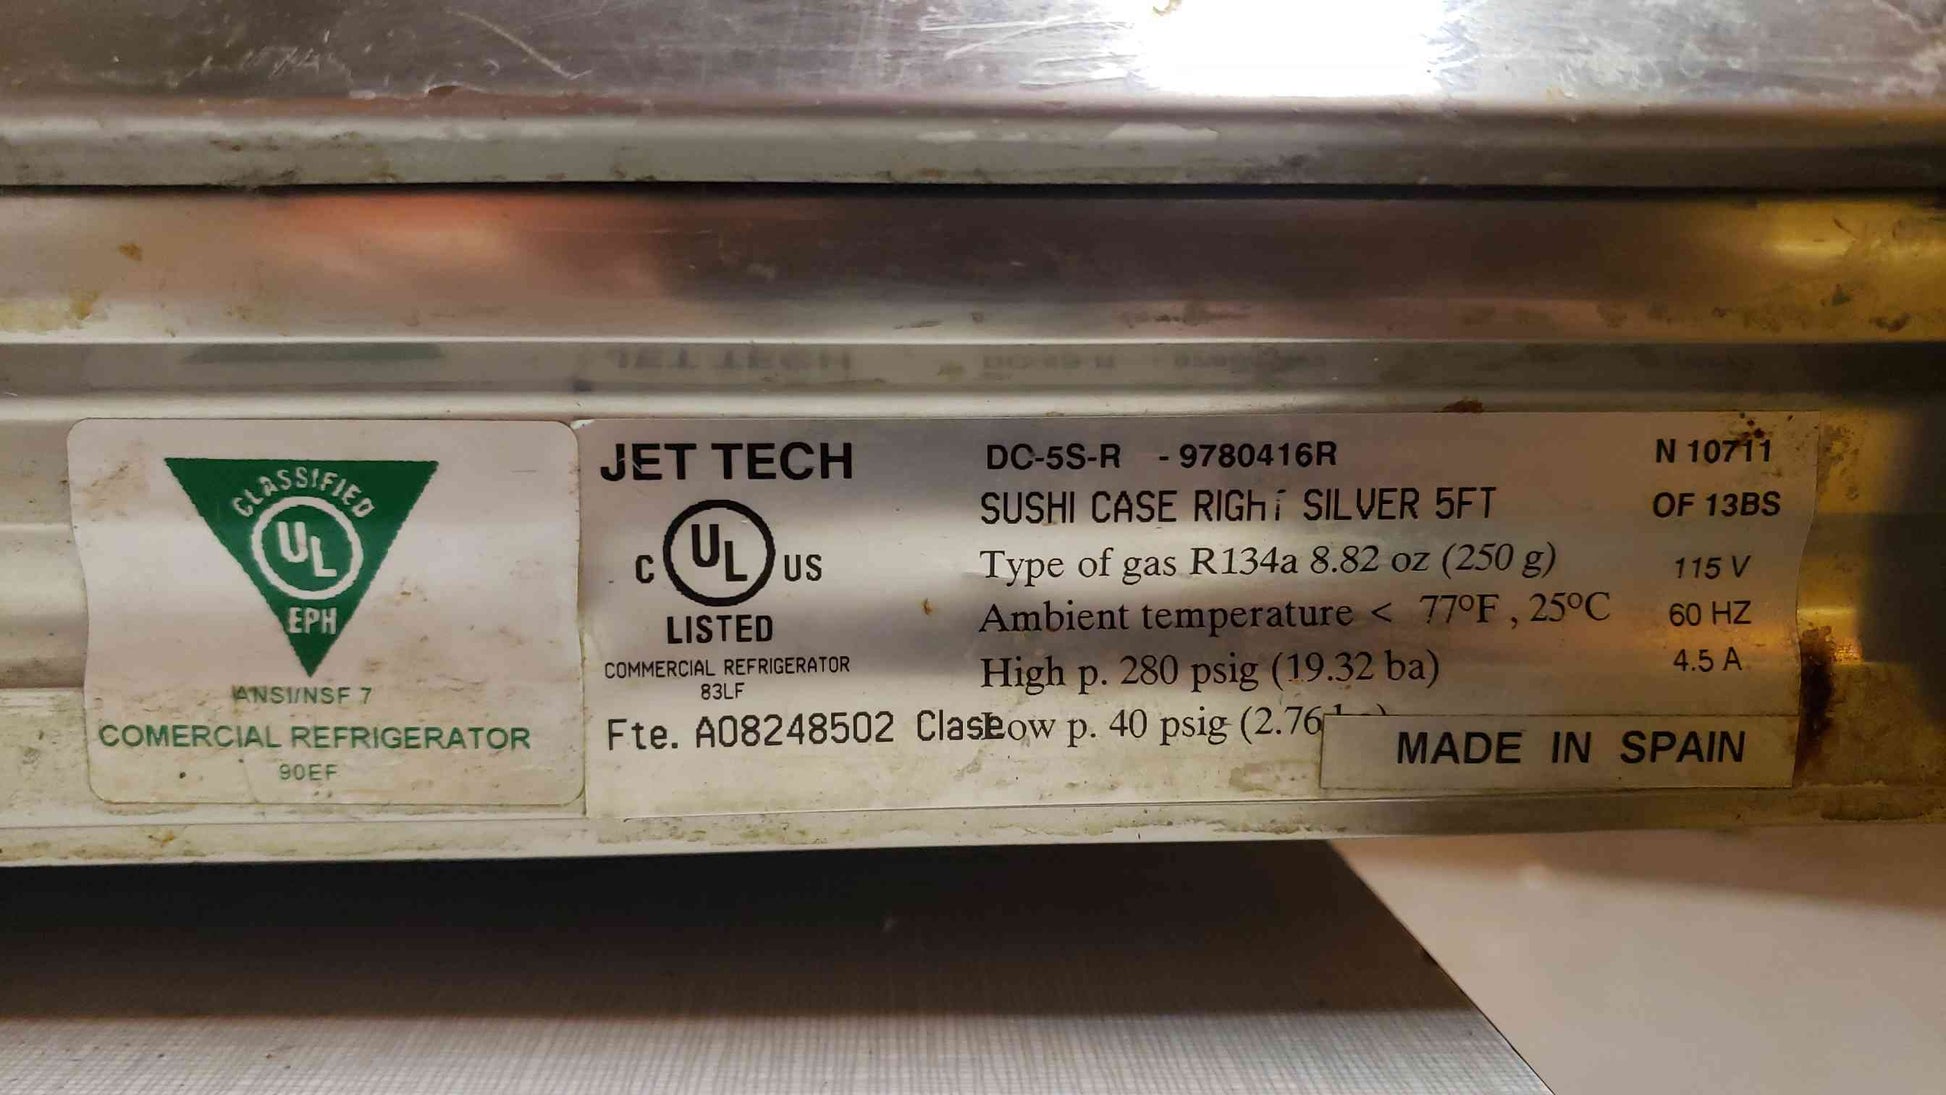 CLASSIFIED
UL
EPH
ANSI/NSF 7
COMERCIAL REFRIGERATOR
90EF
JET TECH
C UL US
LISTED
COMMERCIAL REFRIGERATOR
83LF
Fte. A08248502 Clase
DC-5S-R - 9780416R
SUSHI CASE RIGHT SILVER 5FT
Type of gas R134a 8.82 oz (250 g)
Ambient temperature < 77ºF , 25ºC
High p. 280 psig (19.32 ba)
Low p. 40 psig (2.76
N 10711
OF 13BS
115 V
60 HZ
4.5 A
MADE IN SPAIN